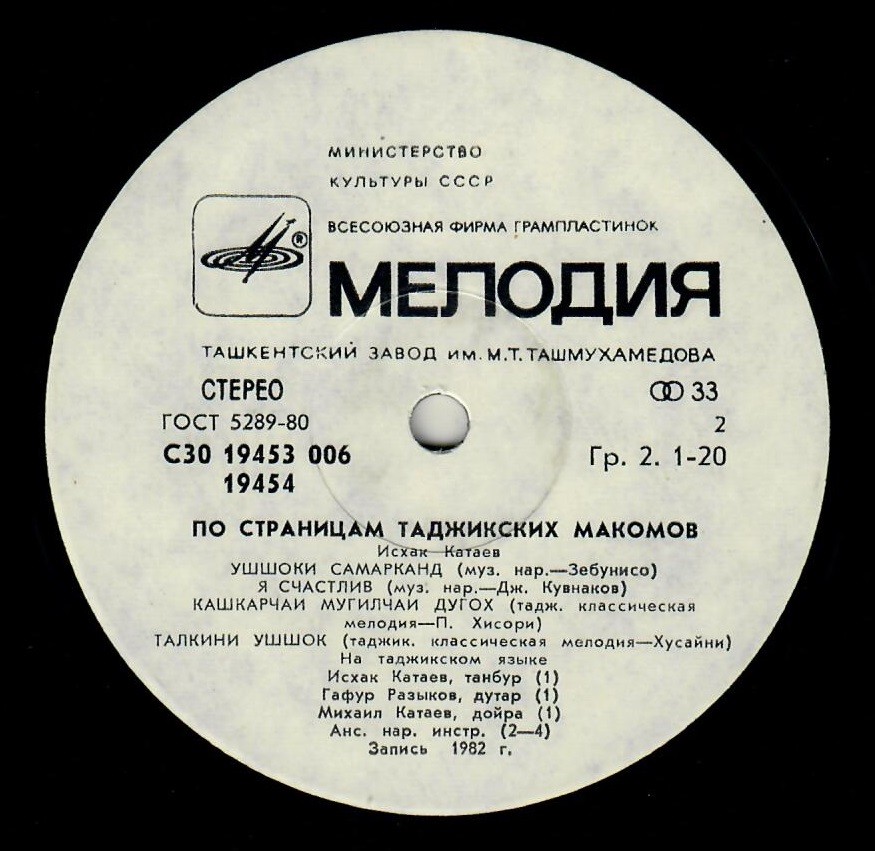 МИНИСТЕРСТВО
КУЛЬТУРЫ СССР
ВСЕСОЮЗНАЯ ФИРМА ГРАМПЛАСТИНОК
®
МЕЛОДИЯ
ТАШКЕНТСКИЙ ЗАВОД ИМ. М.Т. ТАШМУХАМЕДОВА
СТЕРЕО 33
ГОСТ 5289-80 2
С30 19453 006 Гр. 2. 1-20
19454
ПО СТРАНИЦАМ ТАДЖИКСКИХ МАКОМОВ
Исхак Катаев
УШШОКИ САМАРКАНД (муз. нар.—Зебунисо)
Я СЧАСТЛИВ (муз. нар.—Дж. Кувнаков)
КАШКАРЧАИ МУГИЛЧАИ ДУГОХ (тадж. классическая
мелодия—П. Хисори)
ТАЛКИНИ УШШОК (таджик. классическая мелодия—Хусайни)
На таджикском языке
Исхак Катаев, танбур (1)
Гафур Разыков, дутар (1)
Михаил Катаев, дойра (1)
Анс. нар. инстр. (2—4)
Запись 1982 г.